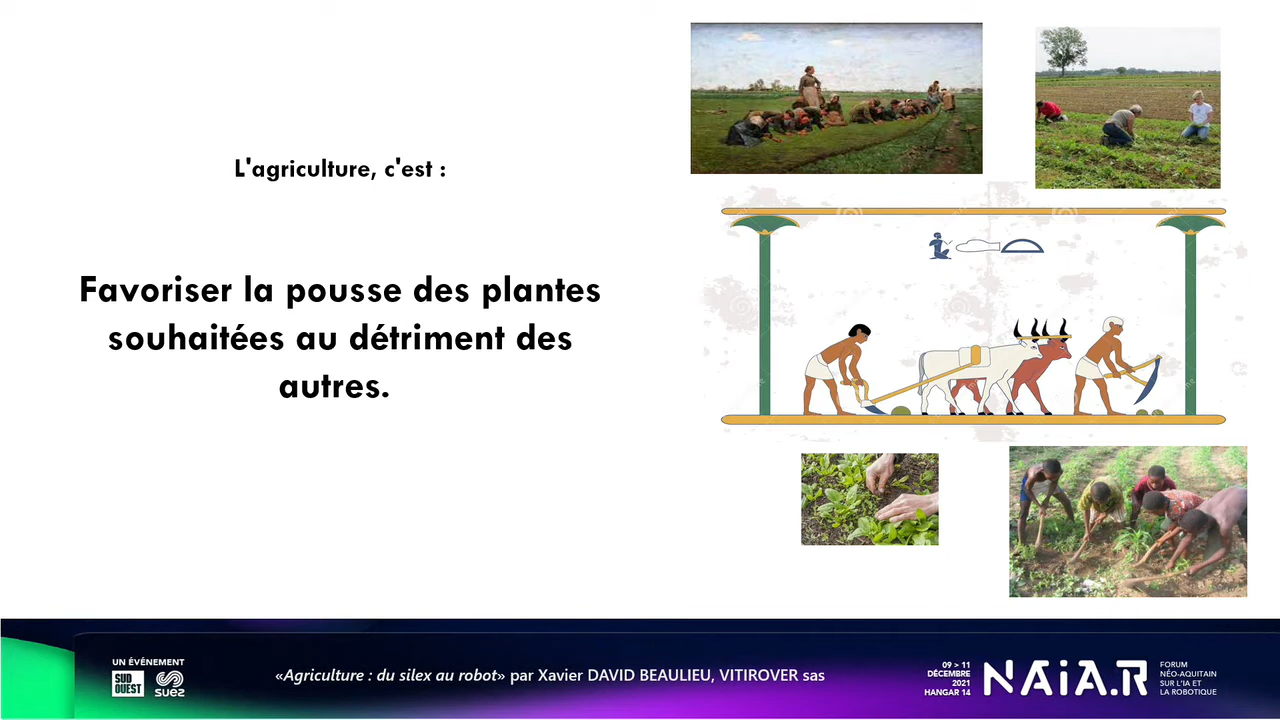 L'agriculture, c'est :
Favoriser la pousse des plantes
souhaitées au détriment des
autres.
UN ÉVÉNEMENT
SUD
OUEST
suez
«Agriculture : du silex au robot» par Xavier DAVID BEAULIEU, VITIROVER sas
09 > 11
DÉCEMBRE
2021
HANGAR 14
NAIA.R
FORUM
NÉO-AQUITAIN
SUR L'IA ET
LA ROBOTIQUE